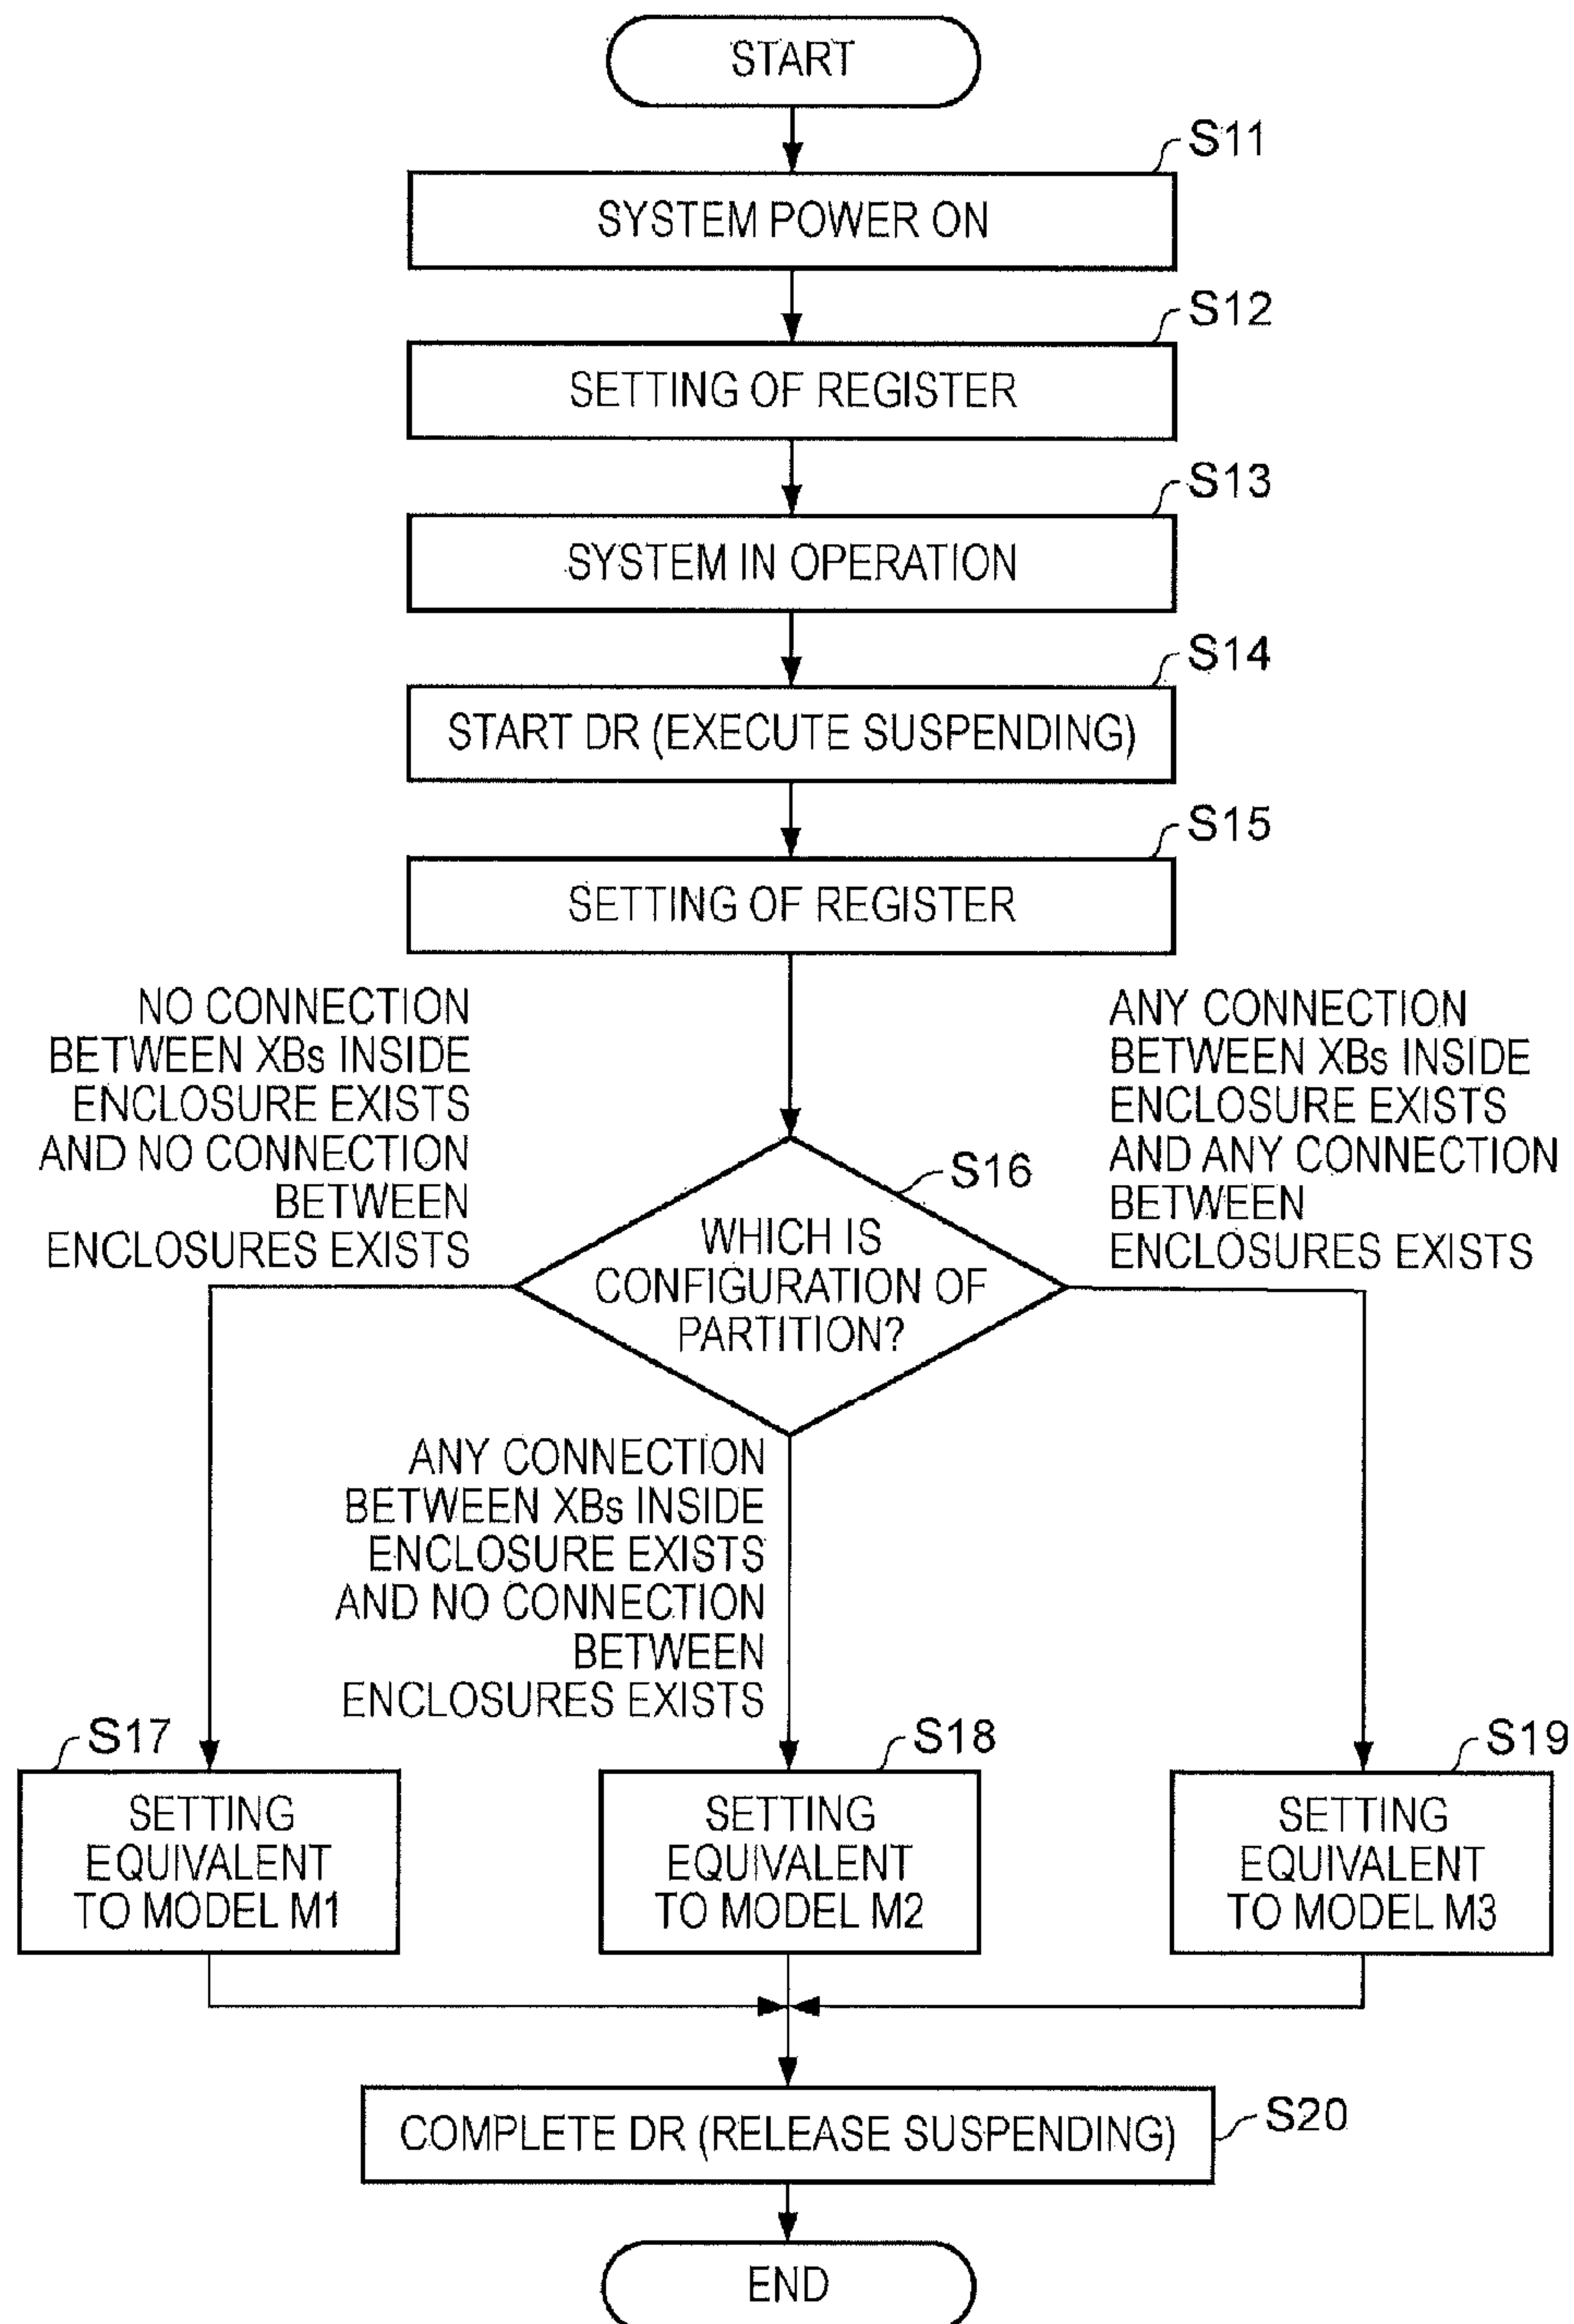 START
S11
SYSTEM POWER ON
S12
SETTING OF REGISTER
S13
SYSTEM IN OPERATION
S14
START DR (EXECUTE SUSPENDING)
S15
SETTING OF REGISTER
NO CONNECTION
BETWEEN XBs INSIDE
ENCLOSURE EXISTS
AND NO CONNECTION
BETWEEN
ENCLOSURES EXISTS
ANY CONNECTION
BETWEEN XBs INSIDE
ENCLOSURE EXISTS
AND ANY CONNECTION
BETWEEN
ENCLOSURES EXISTS
S16
WHICH IS
CONFIGURATION OF
PARTITION?
ANY CONNECTION
BETWEEN XBs INSIDE
ENCLOSURE EXISTS
AND NO CONNECTION
BETWEEN
ENCLOSURES EXISTS
S17
SETTING
EQUIVALENT
TO MODEL M1
S18
SETTING
EQUIVALENT
TO MODEL M2
S19
SETTING
EQUIVALENT
TO MODEL M3
COMPLETE DR (RELEASE SUSPENDING)
S20
END